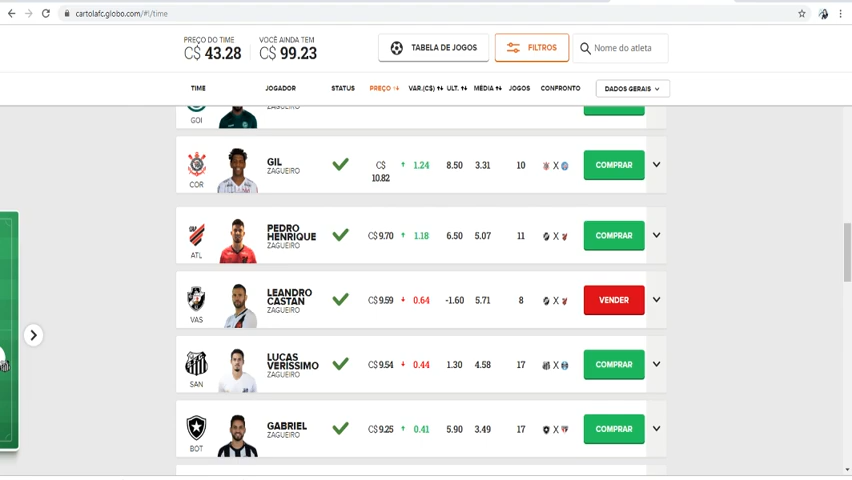 cartolafc.globo.com/#!/time
PREÇO DO TIME
C$ 43.28
VOCÊ AINDA TEM
C$ 99.23
TABELA DE JOGOS
FILTROS
Nome do atleta
TIME JOGADOR STATUS PREÇO VAR.(C$) ULT. MÉDIA JOGOS CONFRONTO DADOS GERAIS
GOI ZAGUEIRO
GIL
ZAGUEIRO
COR
C$ 10.82 1.24 8.50 3.31 10 X COMPRAR
PEDRO HENRIQUE
ZAGUEIRO
ATL
C$ 9.70 1.18 6.50 5.07 11 X COMPRAR
LEANDRO CASTAN
ZAGUEIRO
VAS
C$ 9.59 0.64 -1.60 5.71 8 X VENDER
LUCAS VERÍSSIMO
ZAGUEIRO
SAN
C$ 9.54 0.44 1.30 4.58 17 X COMPRAR
GABRIEL
ZAGUEIRO
BOT
C$ 9.25 0.41 5.90 3.49 17 X COMPRAR